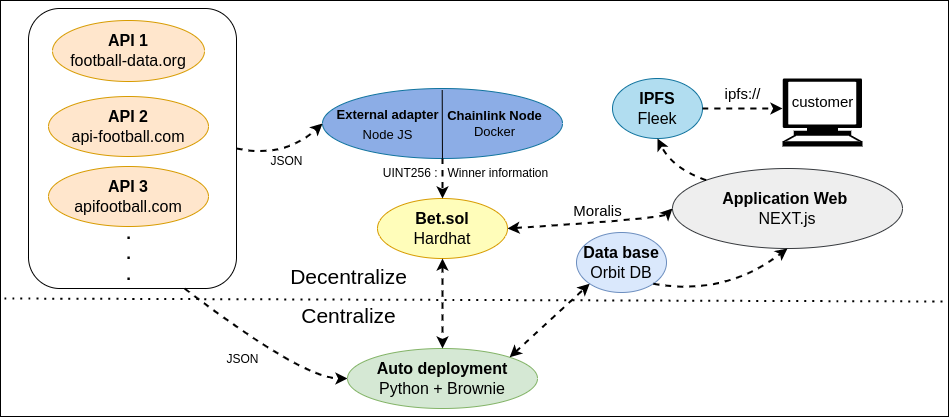 API 1
football-data.org
API 2
api-football.com
API 3
apifootball.com
.
.
.
JSON
External adapter
Node JS
Chainlink Node
Docker
UINT256 : Winner information
IPFS
Fleek
ipfs://
customer
Bet.sol
Hardhat
Moralis
Application Web
NEXT.js
Data base
Orbit DB
Decentralize
Centralize
JSON
Auto deployment
Python + Brownie